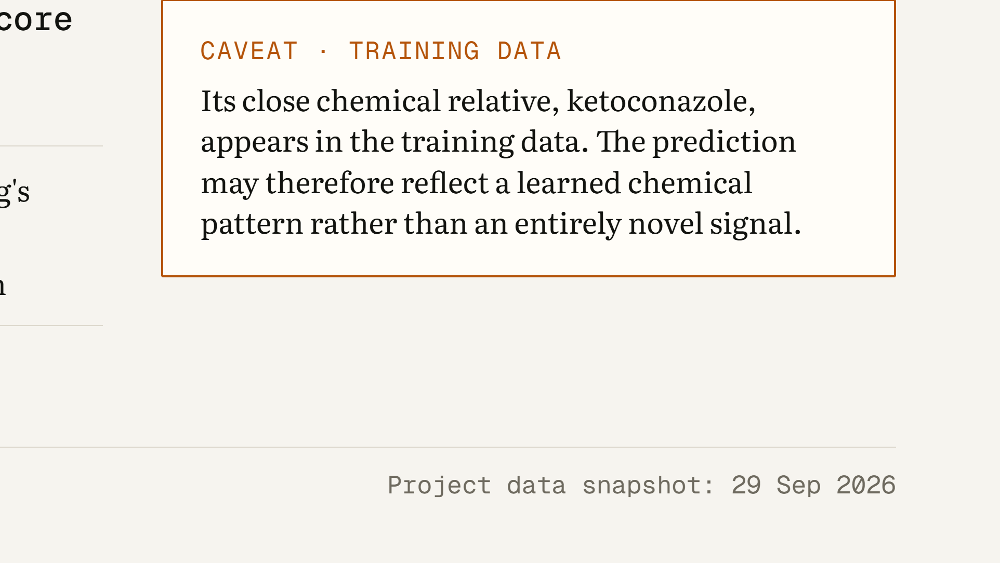 core
g's
n
CAVEAT · TRAINING DATA
Its close chemical relative, ketoconazole,
appears in the training data. The prediction
may therefore reflect a learned chemical
pattern rather than an entirely novel signal.
Project data snapshot: 29 Sep 2026